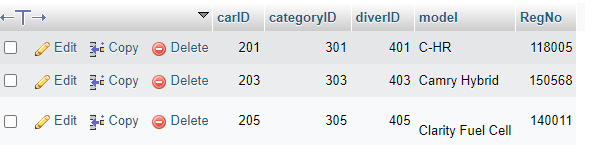 carID categoryID diverID model RegNo
Edit Copy Delete 201 301 401 C-HR 118005
Edit Copy Delete 203 303 403 Camry Hybrid 150568
Edit Copy Delete 205 305 405 Clarity Fuel Cell 140011